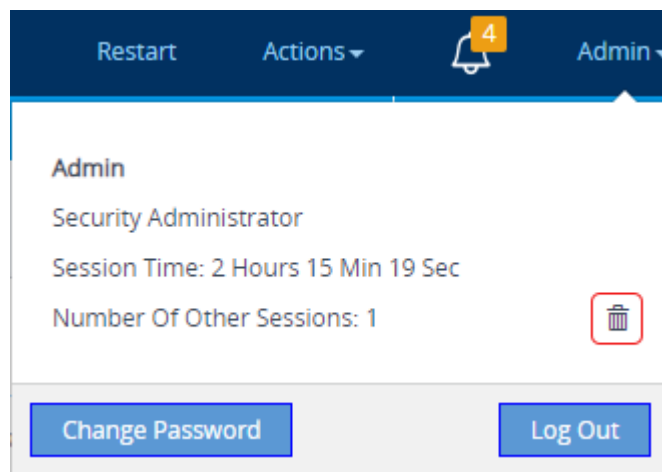 Restart Actions 4 Admin
Admin
Security Administrator
Session Time: 2 Hours 15 Min 19 Sec
Number Of Other Sessions: 1
Change Password Log Out